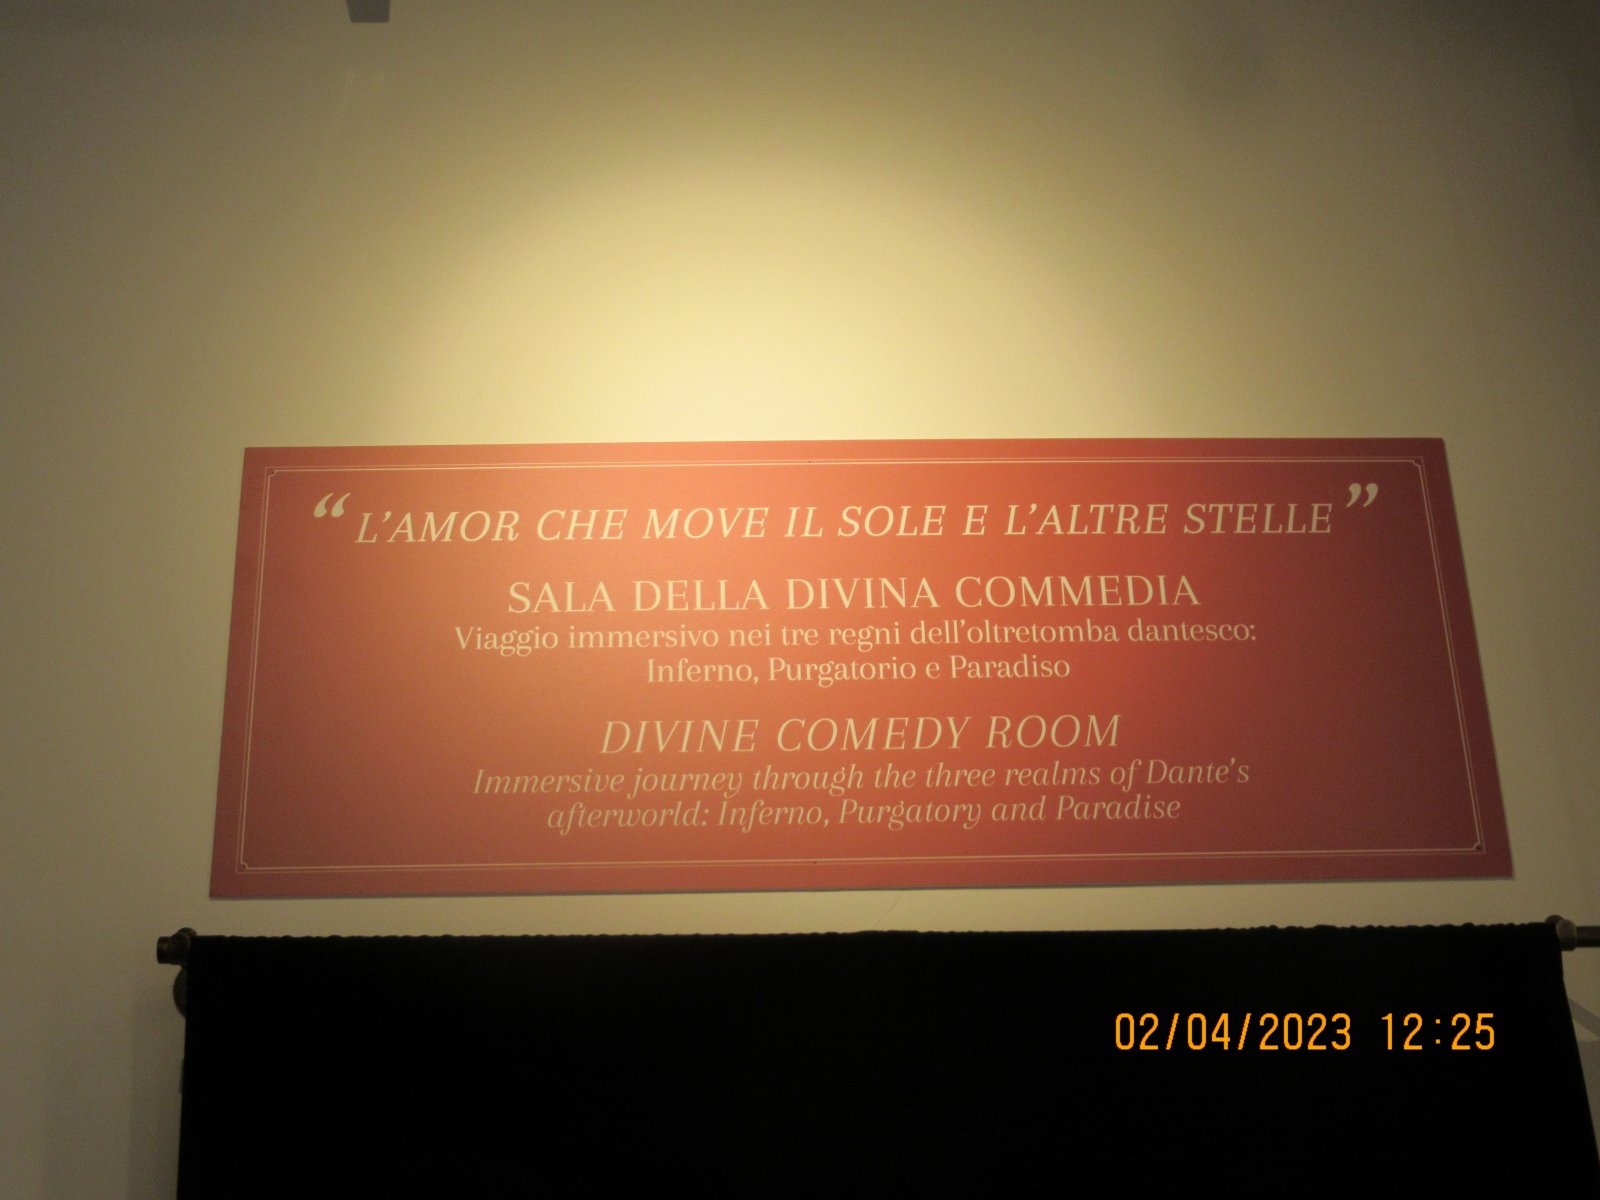 “L’AMOR CHE MOVE IL SOLE E L’ALTRE STELLE”
SALA DELLA DIVINA COMMEDIA
Viaggio immersivo nei tre regni dell’oltretomba dantesco:
Inferno, Purgatorio e Paradiso
DIVINE COMEDY ROOM
Immersive journey through the three realms of Dante’s
afterworld: Inferno, Purgatory and Paradise
02/04/2023 12:25